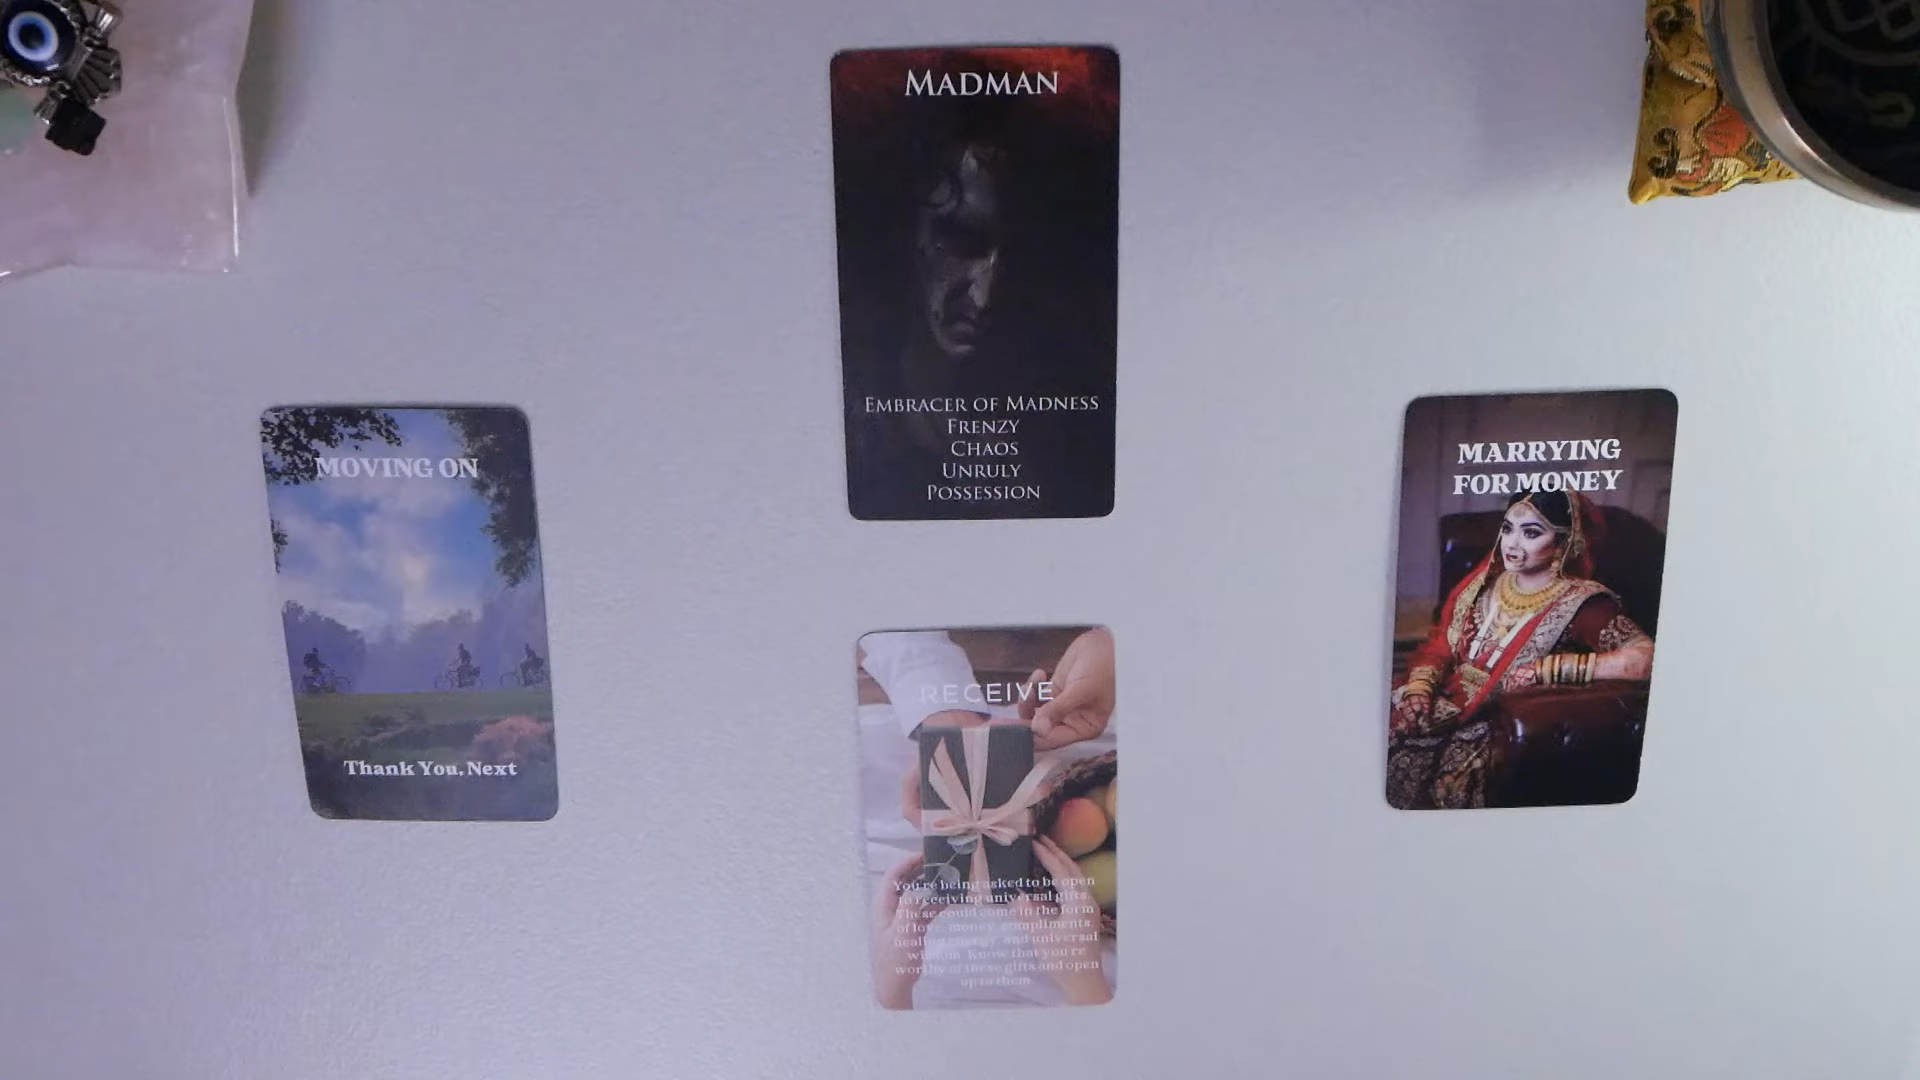 MADMAN
EMBRACER OF MADNESS
FRENZY
CHAOS
UNRULY
POSSESSION
MOVING ON
Thank You, Next
RECEIVE
You're being asked to be open
to receiving universal gifts.
These could come in the form
of love, money, compliments,
healing energy, and universal
wisdom. Know that you're
worthy of these gifts and open
up to them.
MARRYING
FOR MONEY